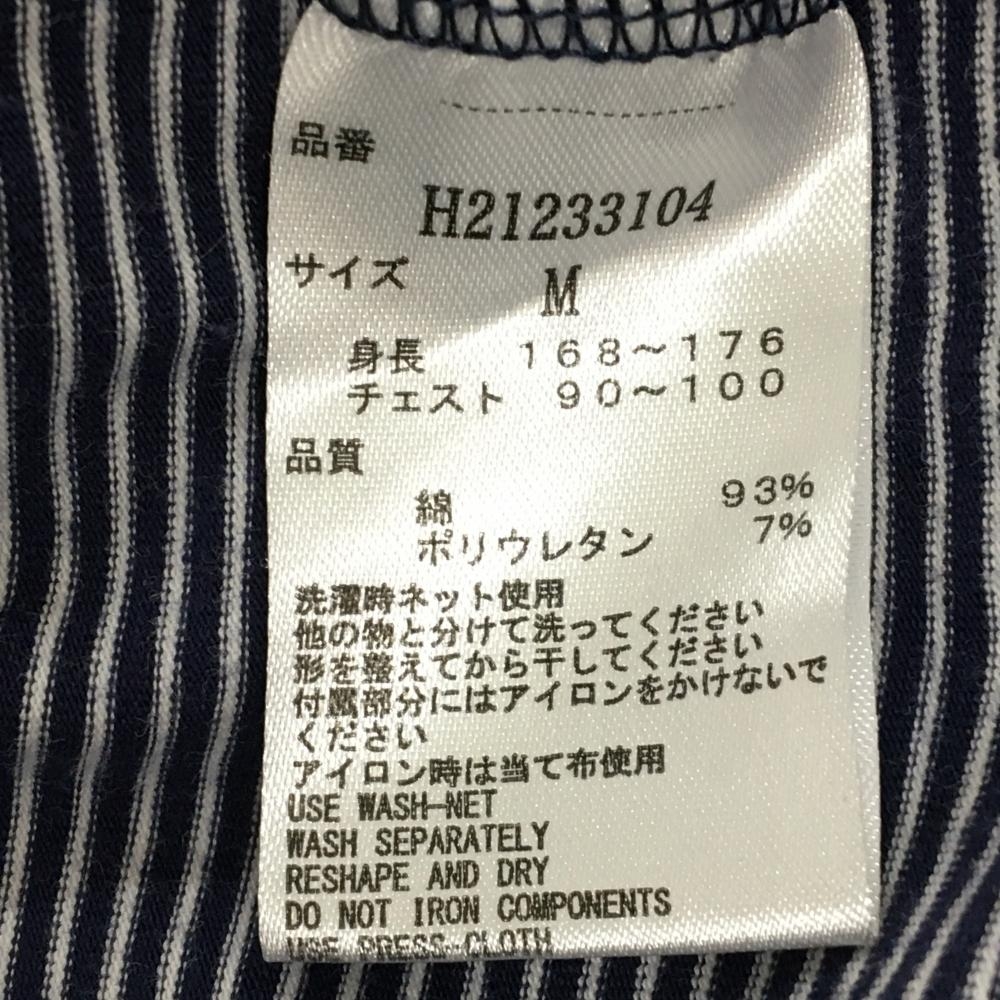 品番
H21233104
サイズ M
身長 168～176
チェスト 90～100
品質
綿 93%
ポリウレタン 7%
洗濯時ネット使用
他の物と分けて洗ってください
形を整えてから干してください
付属部分にはアイロンをかけないで
ください
アイロン時は当て布使用
USE WASH-NET
WASH SEPARATELY
RESHAPE AND DRY
DO NOT IRON COMPONENTS
USE PRESS-CLOTH